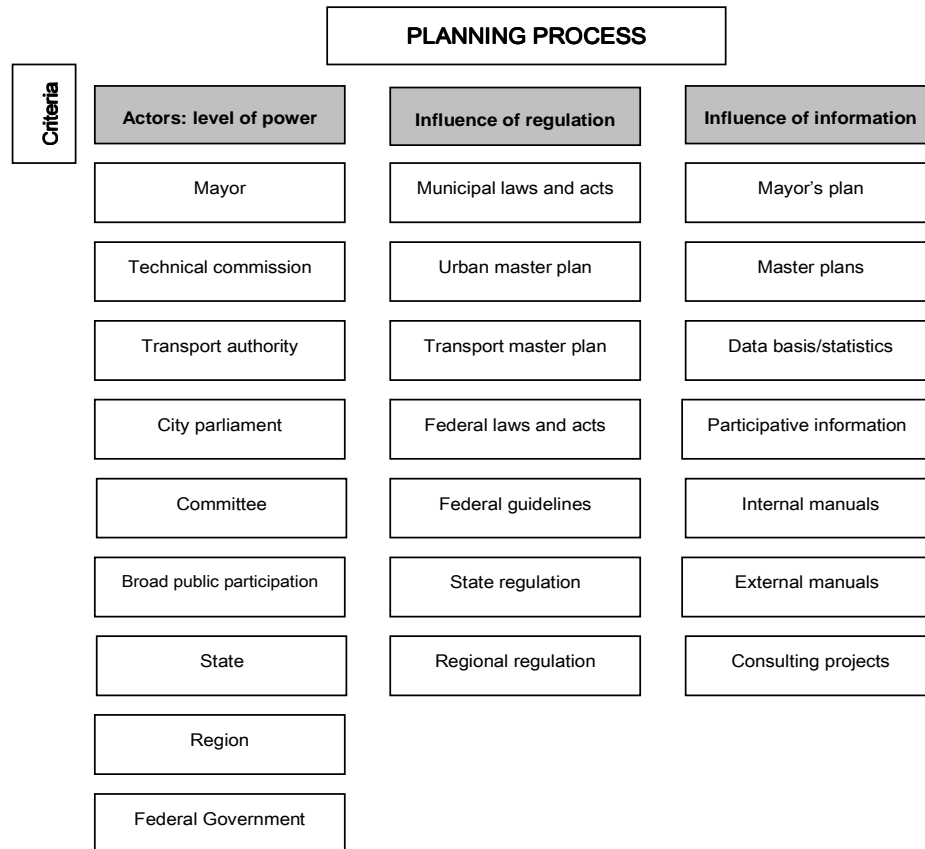 PLANNING PROCESS
Criteria
Actors: level of power
Influence of regulation
Influence of information
Mayor
Municipal laws and acts
Mayor’s plan
Technical commission
Urban master plan
Master plans
Transport authority
Transport master plan
Data basis/statistics
City parliament
Federal laws and acts
Participative information
Committee
Federal guidelines
Internal manuals
Broad public participation
State regulation
External manuals
State
Regional regulation
Consulting projects
Region
Federal Government